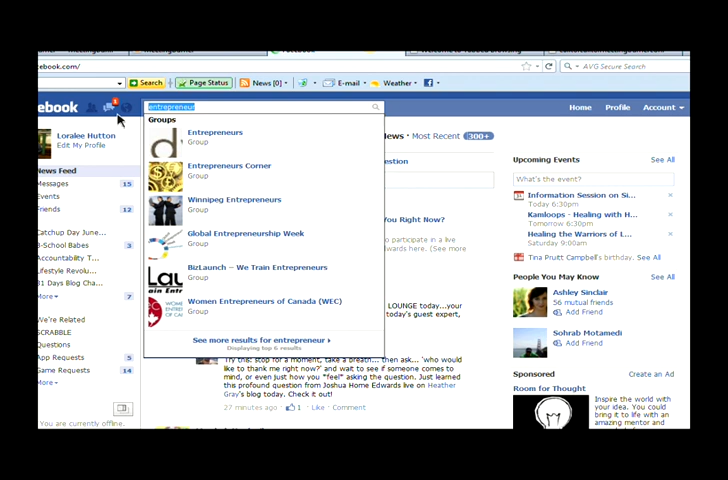 ebook.com/
AVG Secure Search
Search
Page Status
News [0]
E-mail
Weather
cebook
1
entrepreneur
Home
Profile
Account
Groups
Loralee Hutton
Edit My Profile
Entrepreneurs
Group
Entrepreneurs Corner
Group
Winnipeg Entrepreneurs
Group
Global Entrepreneurship Week
Group
BizLaunch – We Train Entrepreneurs
Group
Women Entrepreneurs of Canada (WEC)
Group
See more results for entrepreneur
Displaying top 6 results
News Feed
Messages 15
Events
Friends 12
Catchup Day June...
B-School Babes 3
Accountability T...
Lifestyle Revolu...
31 Days Blog Cha...
More 7
We're Related
SCRABBLE
Questions
App Requests 5
Game Requests 14
More
You are currently offline.
News · Most Recent 300+
estion
You Right Now?
o participate in a live
wards here. (See more
LOUNGE today...your
today's guest expert,
Try this: stop for a moment, take a breath... then ask... 'who would
like to thank me right now?' and wait to see if someone comes to
mind, or even just how you *feel* asking the question. Just learned
this profound question from Joshua Home Edwards live on Heather
Gray's blog today. Check it out!
27 minutes ago · 1 · Like · Comment
Upcoming Events See All
What's the event?
Information Session on Si...
Today 6:30pm
Kamloops - Healing with H...
Tomorrow 6:30pm
Healing the Warriors of L...
Saturday 9:00am
Tina Pruitt Campbell's birthday. See All
People You May Know See All
Ashley Sinclair
56 mutual friends
Add Friend
Sohrab Motamedi
Add Friend
Sponsored Create an Ad
Room for Thought
Inspire the world with
your idea. You could
bring it to life with an
amazing mentor and